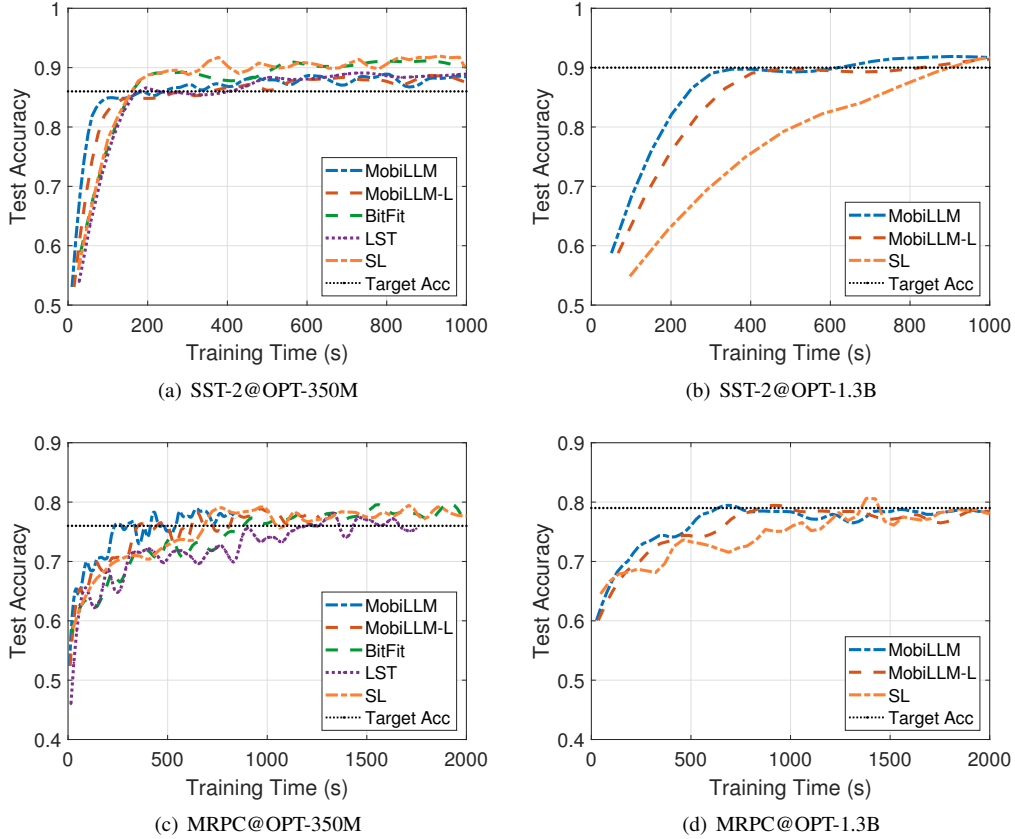 1
0.9
0.8
0.7
0.6
0.5
Test Accuracy
0 200 400 600 800 1000
Training Time (s)
MobiLLM
MobiLLM-L
BitFit
LST
SL
Target Acc
(a) SST-2@OPT-350M
1
0.9
0.8
0.7
0.6
0.5
Test Accuracy
0 200 400 600 800 1000
Training Time (s)
MobiLLM
MobiLLM-L
SL
Target Acc
(b) SST-2@OPT-1.3B
0.9
0.8
0.7
0.6
0.5
0.4
Test Accuracy
0 500 1000 1500 2000
Training Time (s)
MobiLLM
MobiLLM-L
BitFit
LST
SL
Target Acc
(c) MRPC@OPT-350M
0.9
0.8
0.7
0.6
0.5
0.4
Test Accuracy
0 500 1000 1500 2000
Training Time (s)
MobiLLM
MobiLLM-L
SL
Target Acc
(d) MRPC@OPT-1.3B